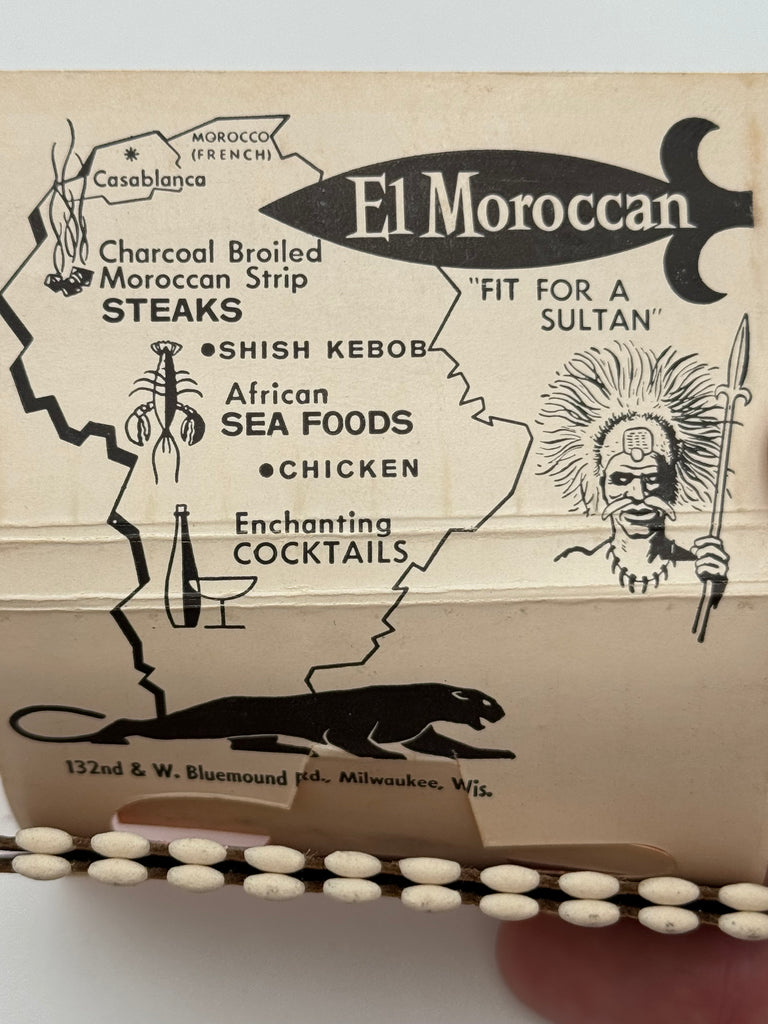 MOROCCO
(FRENCH)
Casablanca
El Moroccan
Charcoal Broiled
Moroccan Strip
STEAKS
"FIT FOR A
SULTAN"
•SHISH KEBOB
African
SEA FOODS
•CHICKEN
Enchanting
COCKTAILS
132nd & W. Bluemound Rd., Milwaukee, Wis.